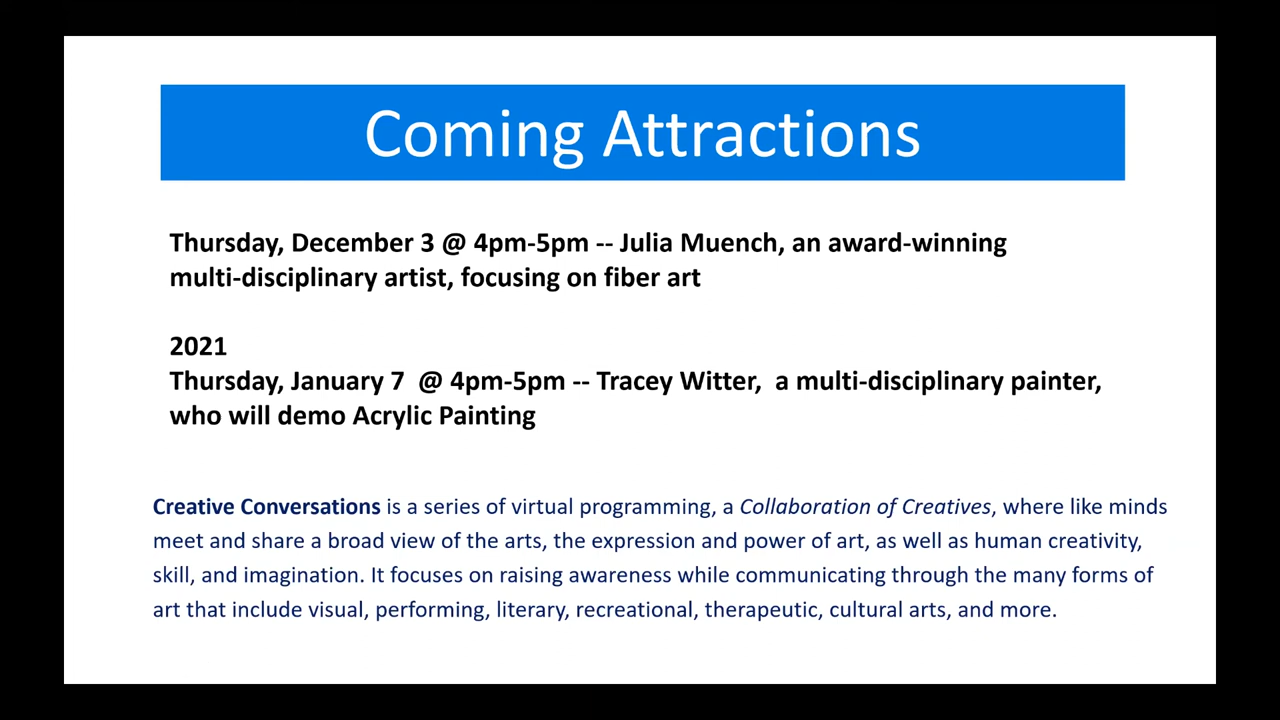 Coming Attractions
Thursday, December 3 @ 4pm-5pm -- Julia Muench, an award-winning
multi-disciplinary artist, focusing on fiber art
2021
Thursday, January 7  @ 4pm-5pm -- Tracey Witter,  a multi-disciplinary painter,
who will demo Acrylic Painting
Creative Conversations is a series of virtual programming, a Collaboration of Creatives, where like minds
meet and share a broad view of the arts, the expression and power of art, as well as human creativity,
skill, and imagination. It focuses on raising awareness while communicating through the many forms of
art that include visual, performing, literary, recreational, therapeutic, cultural arts, and more.